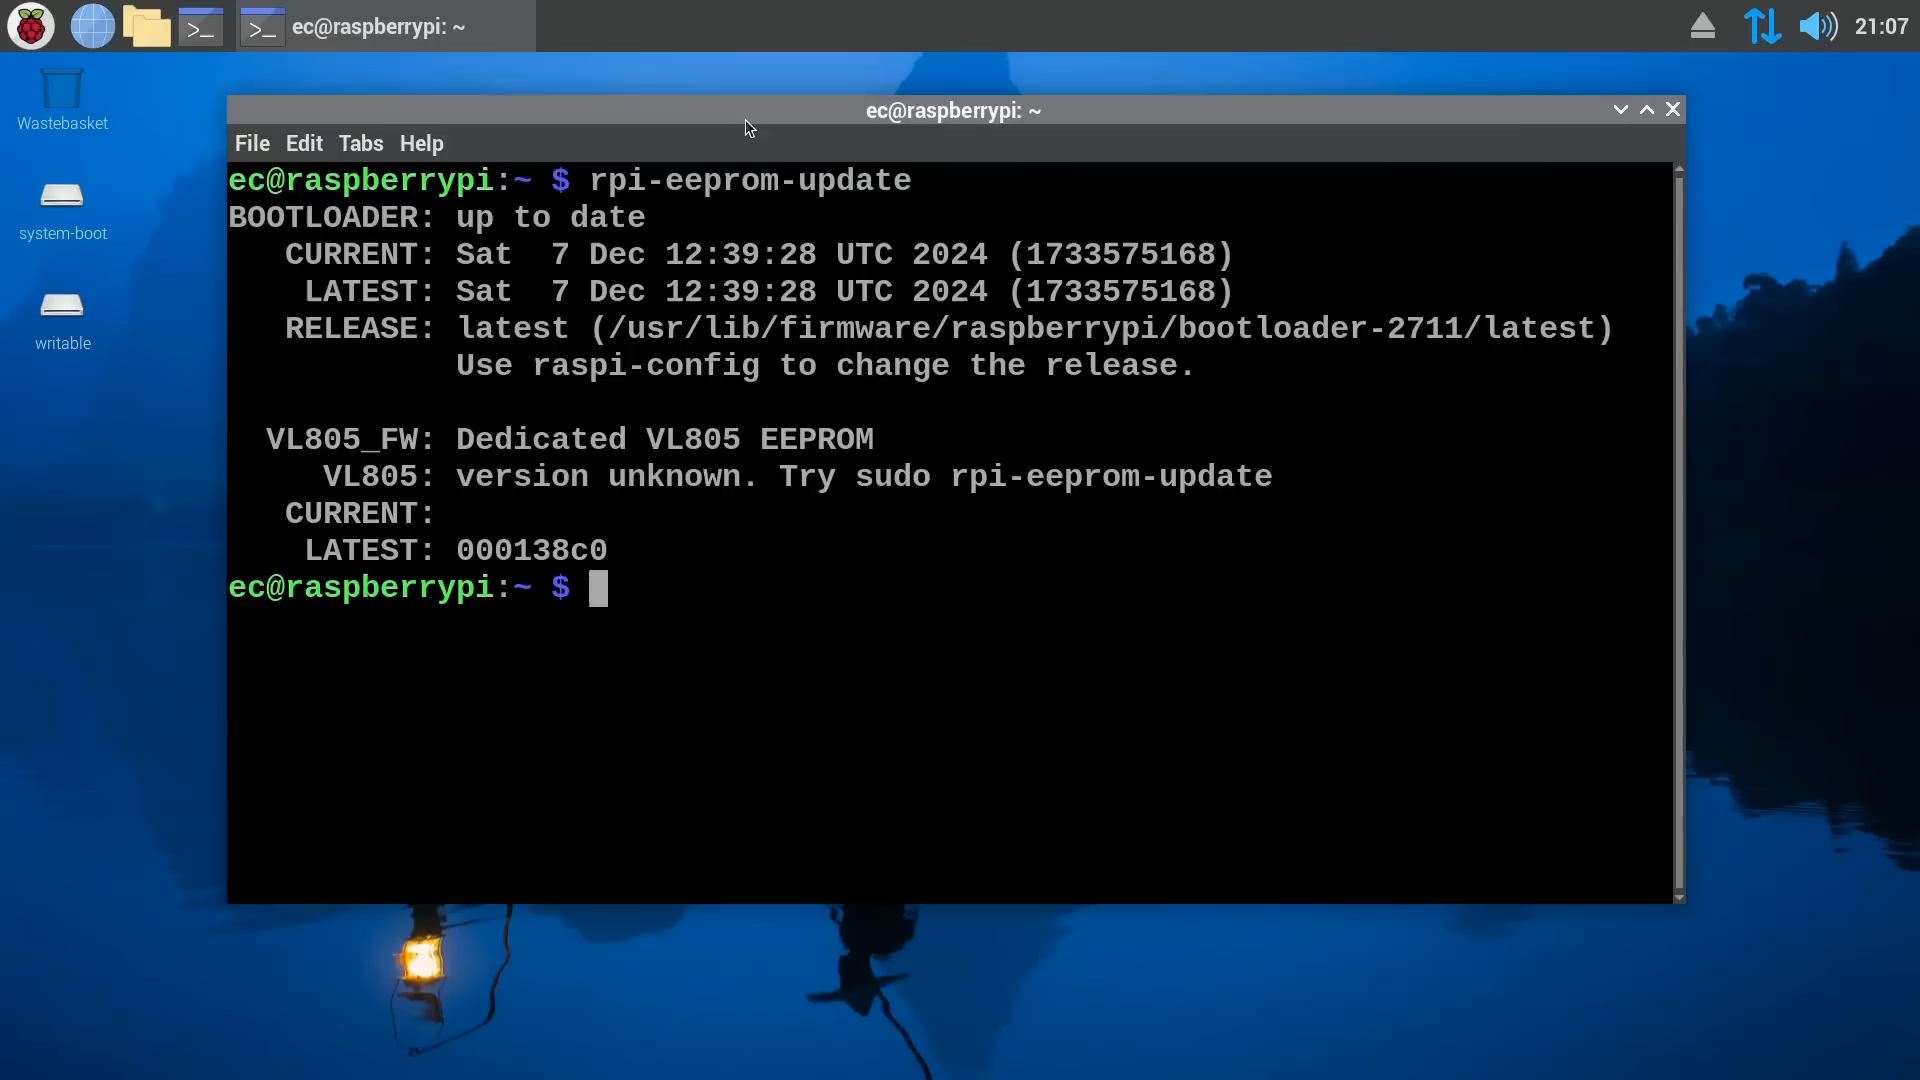 ec@raspberrypi: ~
21:07
Wastebasket
system-boot
writable
ec@raspberrypi: ~
File Edit Tabs Help
ec@raspberrypi:~ $ rpi-eeprom-update
BOOTLOADER: up to date
CURRENT: Sat  7 Dec 12:39:28 UTC 2024 (1733575168)
LATEST: Sat  7 Dec 12:39:28 UTC 2024 (1733575168)
RELEASE: latest (/usr/lib/firmware/raspberrypi/bootloader-2711/latest)
Use raspi-config to change the release.
VL805_FW: Dedicated VL805 EEPROM
VL805: version unknown. Try sudo rpi-eeprom-update
CURRENT:
LATEST: 000138c0
ec@raspberrypi:~ $